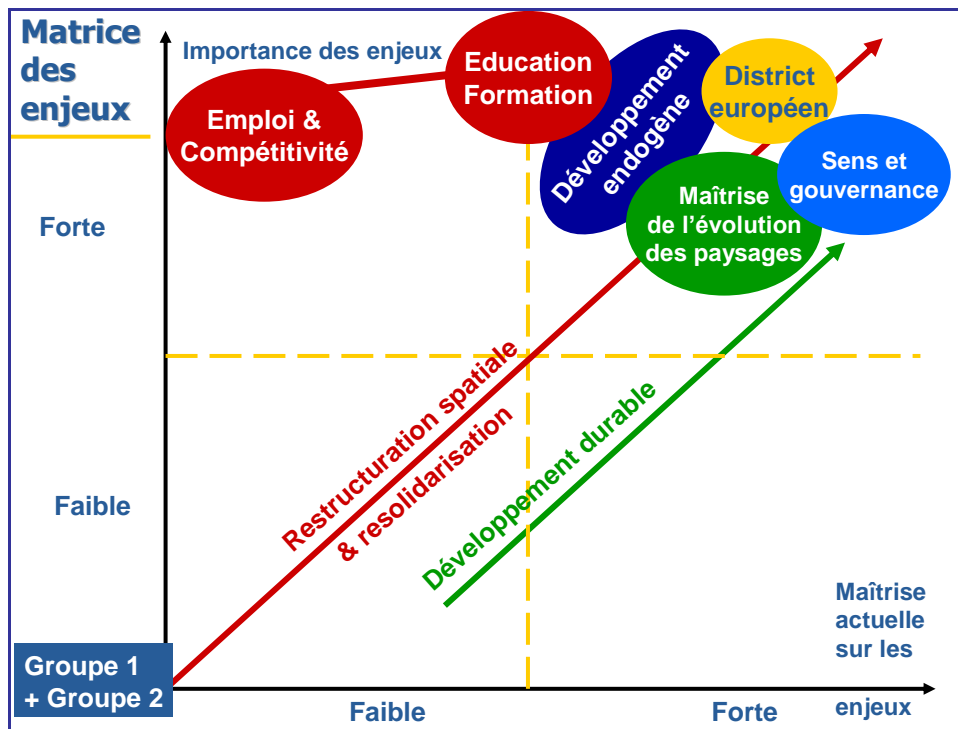 Matrice
des
enjeux
Importance des enjeux
Emploi &
Compétitivité
Education
Formation
Développement
endogène
District
européen
Sens et
gouvernance
Maîtrise
de l’évolution
des paysages
Forte
Faible
Restructuration spatiale
& resolidarisation
Développement durable
Maîtrise
actuelle
sur les
enjeux
Groupe 1
+ Groupe 2
Faible
Forte